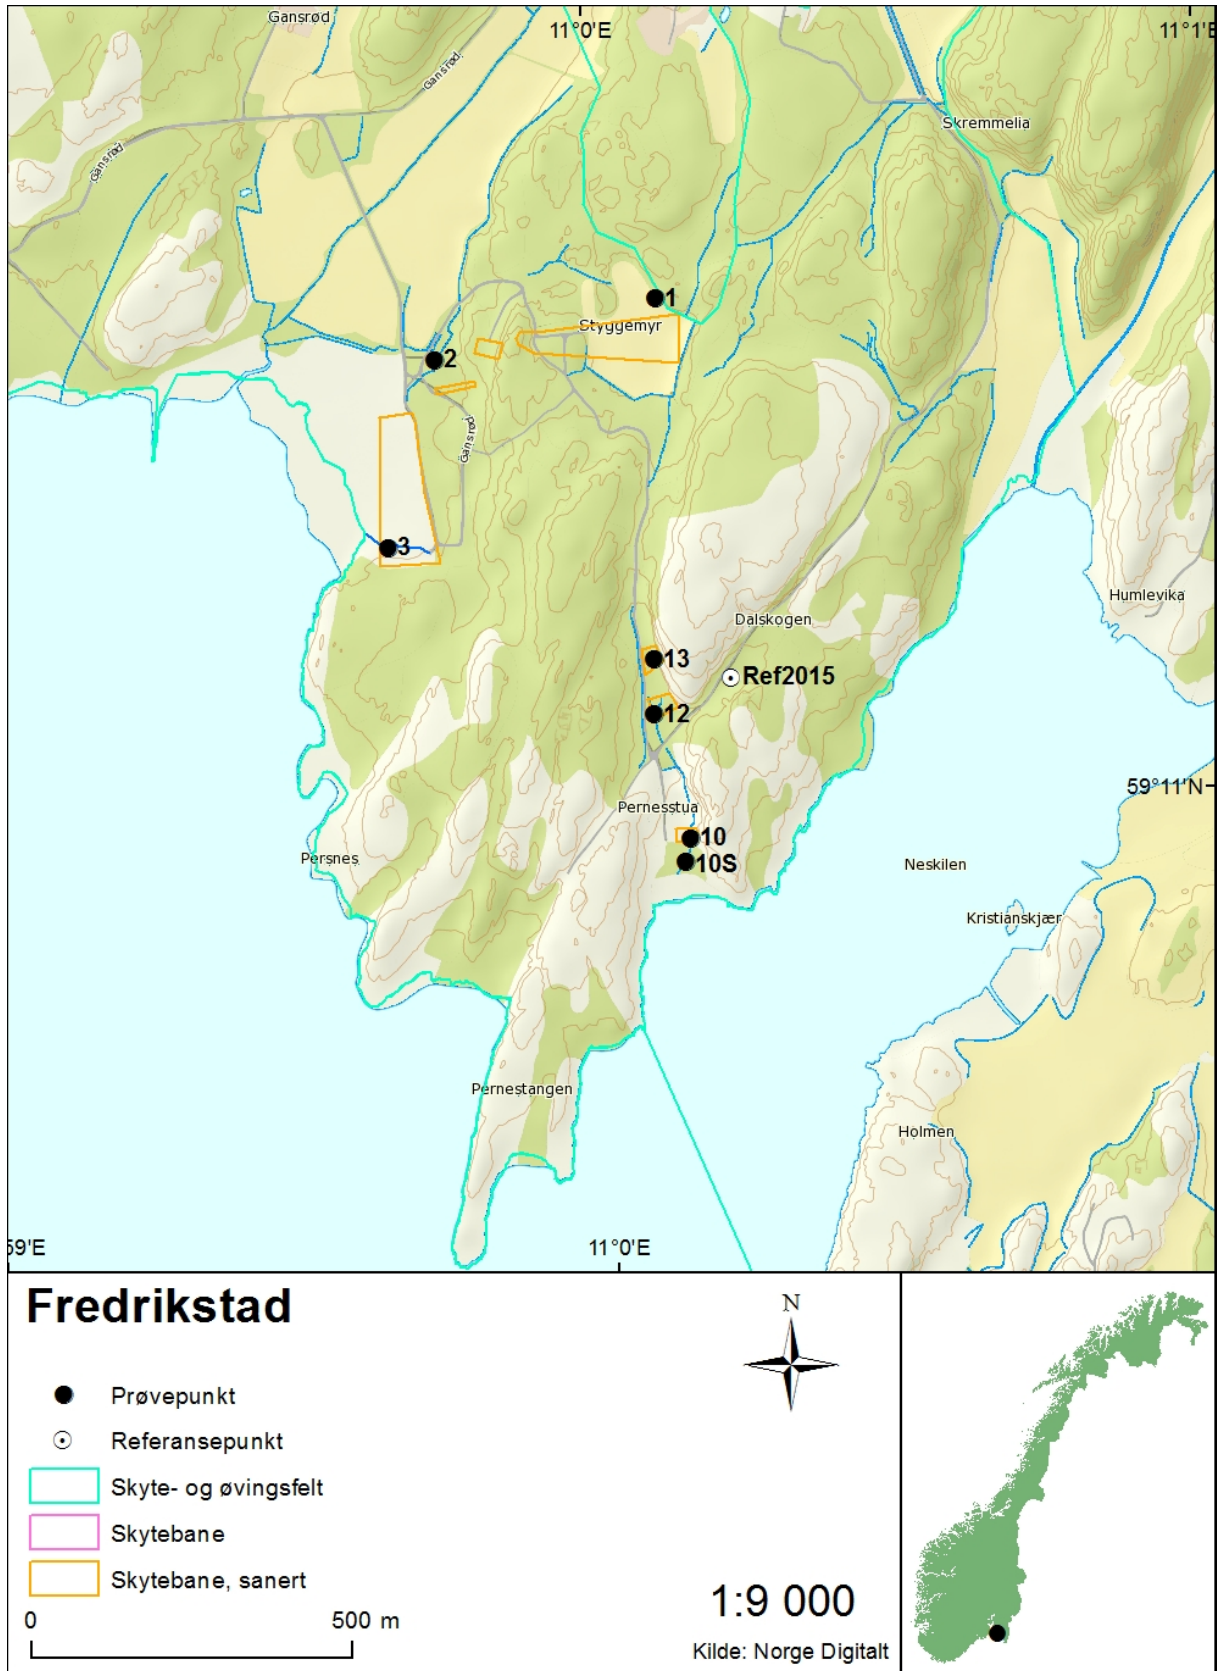 Gansrød
11°0'E
11°1'E
Gansrød
Skremmelia
Gansrød
1
Styggemyr
2
Gansrød
3
Humlevika
Dalskogen
13
Ref2015
12
59°11'N
Pernesstua
10
10S
Persnes
Neskilen
Kristianskjær
Pernestangen
Holmen
59'E
11°0'E
Fredrikstad
N
Prøvepunkt
Referansepunkt
Skyte- og øvingsfelt
Skytebane
Skytebane, sanert
0 500 m
1:9 000
Kilde: Norge Digitalt